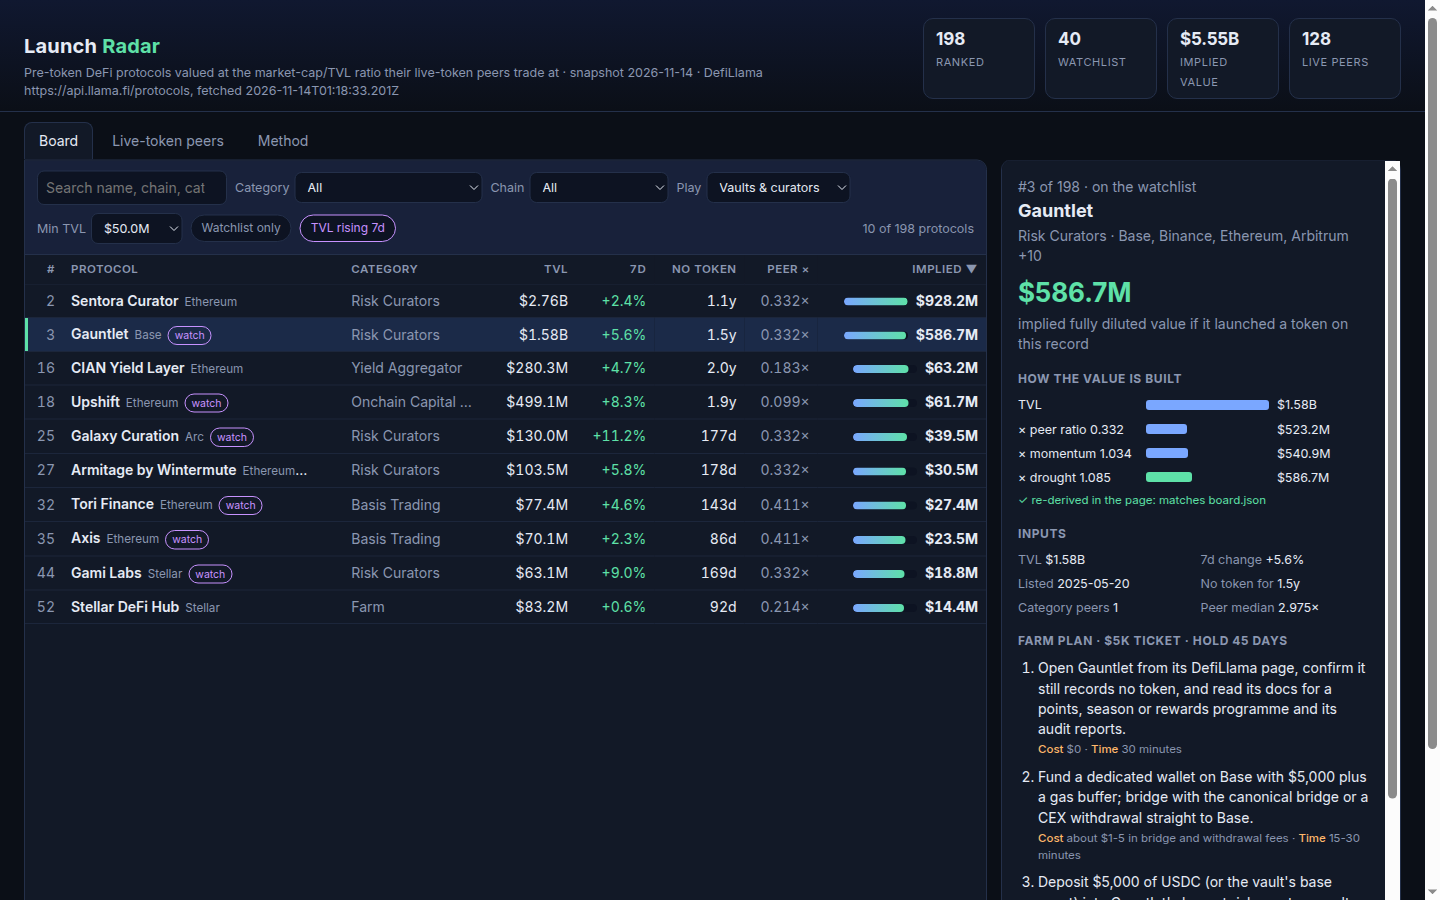 Launch Radar
Pre-token DeFi protocols valued at the market-cap/TVL ratio their live-token peers trade at · snapshot 2026-11-14 · DefiLlama
https://api.llama.fi/protocols, fetched 2026-11-14T01:18:33.201Z
198
RANKED
40
WATCHLIST
$5.55B
IMPLIED
VALUE
128
LIVE PEERS
Board
Live-token peers
Method
Search name, chain, cat
Category All
Chain All
Play Vaults & curators
Min TVL $50.0M
Watchlist only
TVL rising 7d
10 of 198 protocols
# PROTOCOL CATEGORY TVL 7D NO TOKEN PEER × IMPLIED ▼
2 Sentora Curator Ethereum Risk Curators $2.76B +2.4% 1.1y 0.332× $928.2M
3 Gauntlet Base watch Risk Curators $1.58B +5.6% 1.5y 0.332× $586.7M
16 CIAN Yield Layer Ethereum Yield Aggregator $280.3M +4.7% 2.0y 0.183× $63.2M
18 Upshift Ethereum watch Onchain Capital ... $499.1M +8.3% 1.9y 0.099× $61.7M
25 Galaxy Curation Arc watch Risk Curators $130.0M +11.2% 177d 0.332× $39.5M
27 Armitage by Wintermute Ethereum... Risk Curators $103.5M +5.8% 178d 0.332× $30.5M
32 Tori Finance Ethereum watch Basis Trading $77.4M +4.6% 143d 0.411× $27.4M
35 Axis Ethereum watch Basis Trading $70.1M +2.3% 86d 0.411× $23.5M
44 Gami Labs Stellar watch Risk Curators $63.1M +9.0% 169d 0.332× $18.8M
52 Stellar DeFi Hub Stellar Farm $83.2M +0.6% 92d 0.214× $14.4M
#3 of 198 · on the watchlist
Gauntlet
Risk Curators · Base, Binance, Ethereum, Arbitrum
+10
$586.7M
implied fully diluted value if it launched a token on
this record
HOW THE VALUE IS BUILT
TVL $1.58B
× peer ratio 0.332 $523.2M
× momentum 1.034 $540.9M
× drought 1.085 $586.7M
✓ re-derived in the page: matches board.json
INPUTS
TVL $1.58B 7d change +5.6%
Listed 2025-05-20 No token for 1.5y
Category peers 1 Peer median 2.975×
FARM PLAN · $5K TICKET · HOLD 45 DAYS
1. Open Gauntlet from its DefiLlama page, confirm it
still records no token, and read its docs for a
points, season or rewards programme and its
audit reports.
Cost $0 · Time 30 minutes
2. Fund a dedicated wallet on Base with $5,000 plus
a gas buffer; bridge with the canonical bridge or a
CEX withdrawal straight to Base.
Cost about $1-5 in bridge and withdrawal fees · Time 15-30
minutes
3. Deposit $5,000 of USDC (or the vault's base